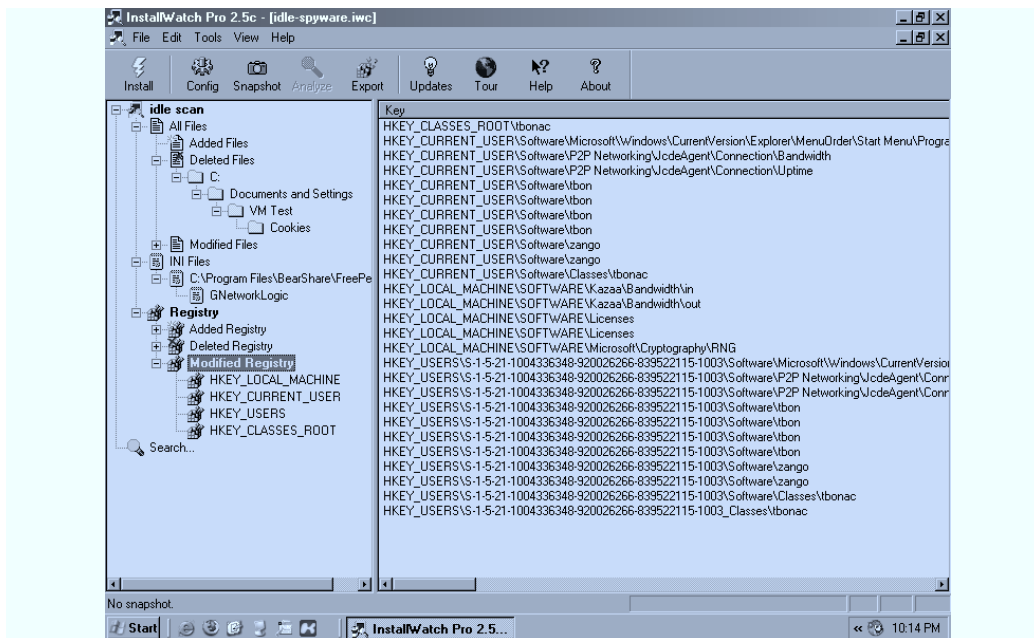 InstallWatch Pro 2.5c - [idle-spyware.iwc]
File Edit Tools View Help
Install Config Snapshot Analyze Export Updates Tour Help About
idle scan
All Files
Added Files
Deleted Files
C:
Documents and Settings
VM Test
Cookies
Modified Files
INI Files
C:\Program Files\BearShare\FreePe
GNetworkLogic
Registry
Added Registry
Deleted Registry
Modified Registry
HKEY_LOCAL_MACHINE
HKEY_CURRENT_USER
HKEY_USERS
HKEY_CLASSES_ROOT
Search...
Key
HKEY_CLASSES_ROOT\tbonac
HKEY_CURRENT_USER\Software\Microsoft\Windows\CurrentVersion\Explorer\MenuOrder\Start Menu\Progra
HKEY_CURRENT_USER\Software\P2P Networking\JcdeAgent\Connection\Bandwidth
HKEY_CURRENT_USER\Software\P2P Networking\JcdeAgent\Connection\Uptime
HKEY_CURRENT_USER\Software\tbon
HKEY_CURRENT_USER\Software\tbon
HKEY_CURRENT_USER\Software\tbon
HKEY_CURRENT_USER\Software\tbon
HKEY_CURRENT_USER\Software\zango
HKEY_CURRENT_USER\Software\zango
HKEY_CURRENT_USER\Software\Classes\tbonac
HKEY_LOCAL_MACHINE\SOFTWARE\Kazaa\Bandwidth\in
HKEY_LOCAL_MACHINE\SOFTWARE\Kazaa\Bandwidth\out
HKEY_LOCAL_MACHINE\SOFTWARE\Licenses
HKEY_LOCAL_MACHINE\SOFTWARE\Licenses
HKEY_LOCAL_MACHINE\SOFTWARE\Microsoft\Cryptography\RNG
HKEY_USERS\S-1-5-21-1004336348-920026266-839522115-1003\Software\Microsoft\Windows\CurrentVersion
HKEY_USERS\S-1-5-21-1004336348-920026266-839522115-1003\Software\P2P Networking\JcdeAgent\Conn
HKEY_USERS\S-1-5-21-1004336348-920026266-839522115-1003\Software\P2P Networking\JcdeAgent\Conn
HKEY_USERS\S-1-5-21-1004336348-920026266-839522115-1003\Software\tbon
HKEY_USERS\S-1-5-21-1004336348-920026266-839522115-1003\Software\tbon
HKEY_USERS\S-1-5-21-1004336348-920026266-839522115-1003\Software\tbon
HKEY_USERS\S-1-5-21-1004336348-920026266-839522115-1003\Software\tbon
HKEY_USERS\S-1-5-21-1004336348-920026266-839522115-1003\Software\zango
HKEY_USERS\S-1-5-21-1004336348-920026266-839522115-1003\Software\zango
HKEY_USERS\S-1-5-21-1004336348-920026266-839522115-1003\Software\Classes\tbonac
HKEY_USERS\S-1-5-21-1004336348-920026266-839522115-1003_Classes\tbonac
No snapshot.
Start InstallWatch Pro 2.5... « 10:14 PM